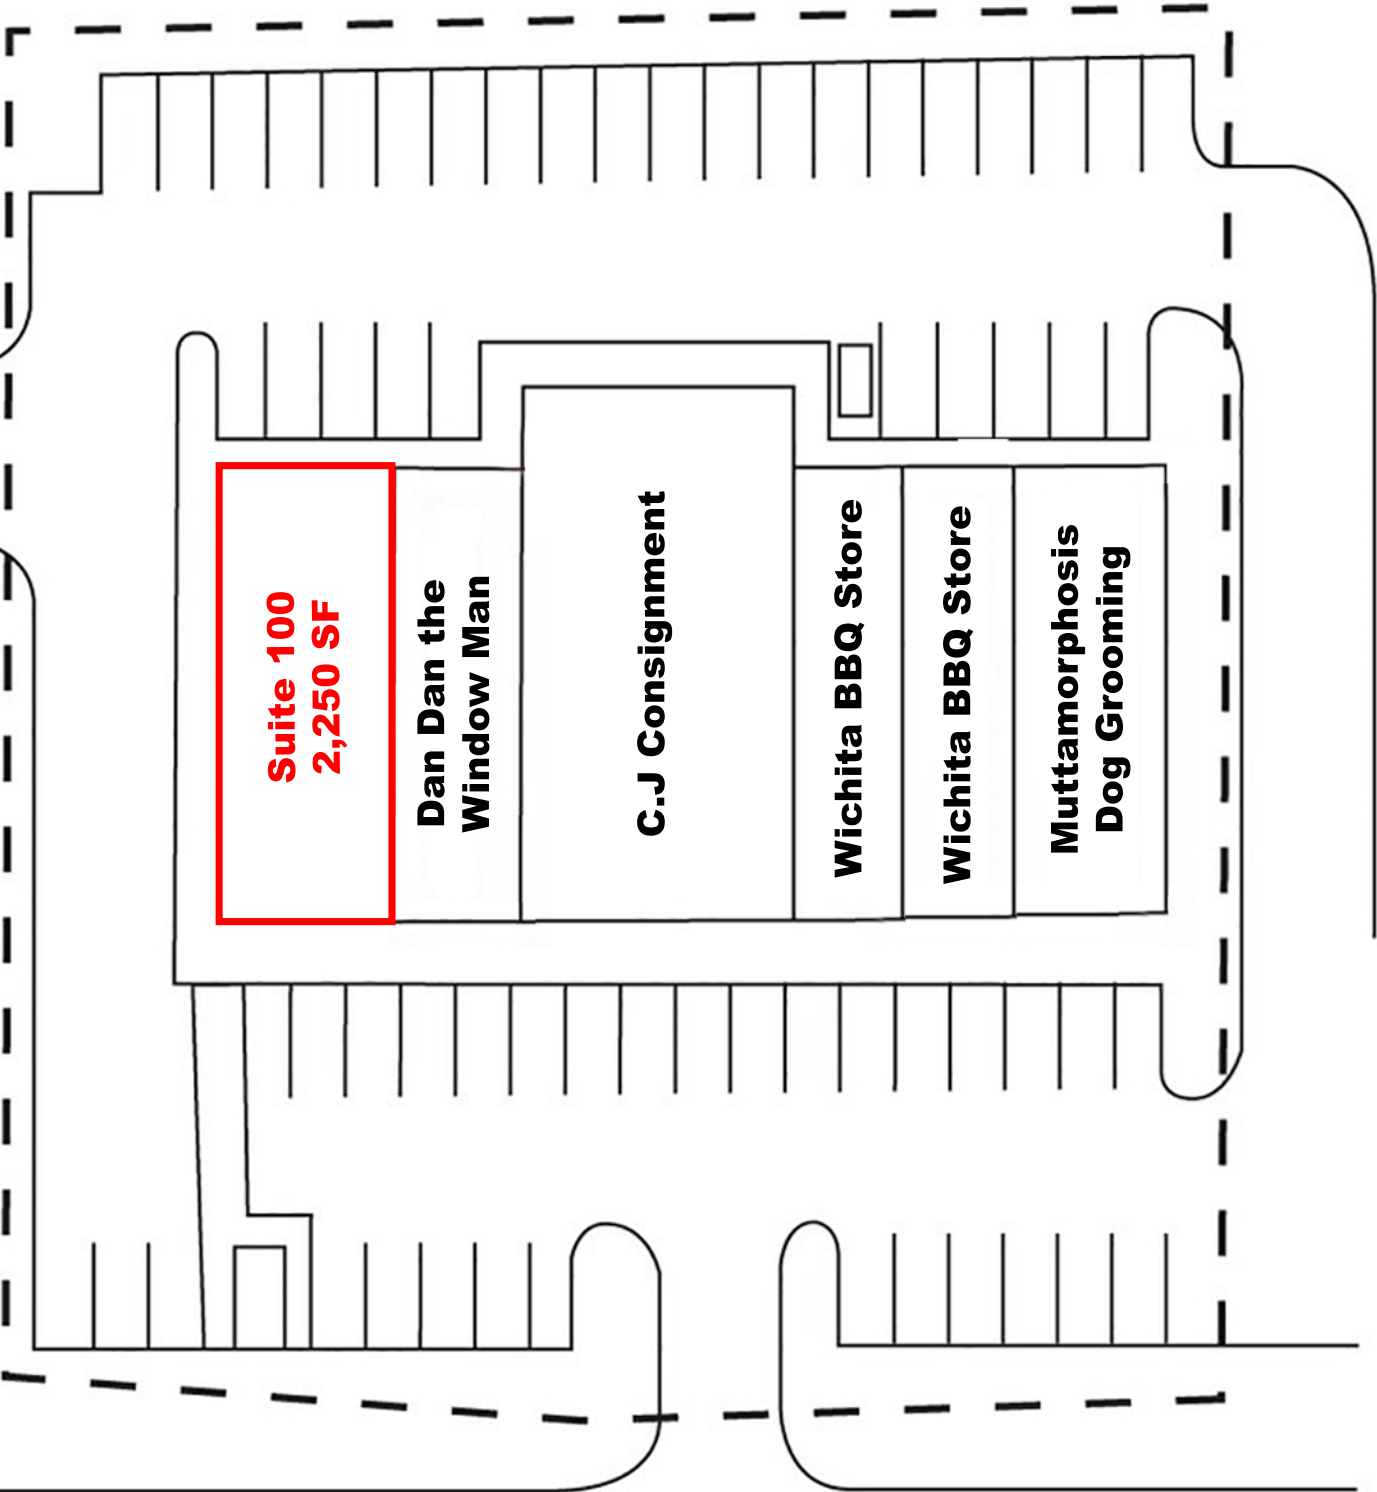 Suite 100
2,250 SF
Dan Dan the
Window Man
C.J Consignment
Wichita BBQ Store
Wichita BBQ Store
Muttamorphosis
Dog Grooming